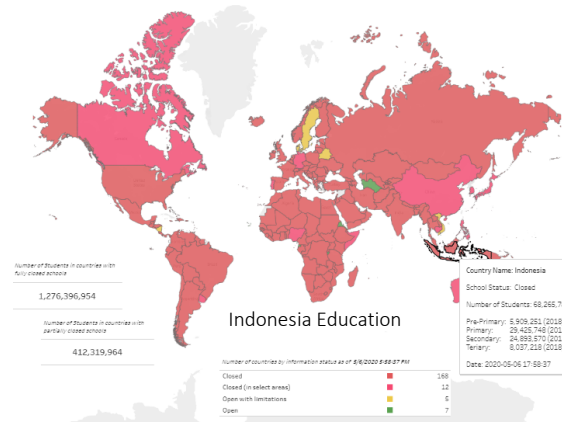 Number of Students in countries with
fully closed schools
1,276,396,954
Number of Students in countries with
partially closed schools
412,319,964
Indonesia Education
Number of countries by information status as of 5/6/2020 5:58:37 PM
Closed 168
Closed (in select areas) 12
Open with limitations 5
Open 7
Country Name: Indonesia
School Status: Closed
Number of Students: 68,265,7
Pre-Primary: 5,909,251 (2018
Primary: 29,425,748 (201
Secondary: 24,893,570 (201
Teriary: 8,037,218 (2018
Date: 2020-05-06 17:58:37